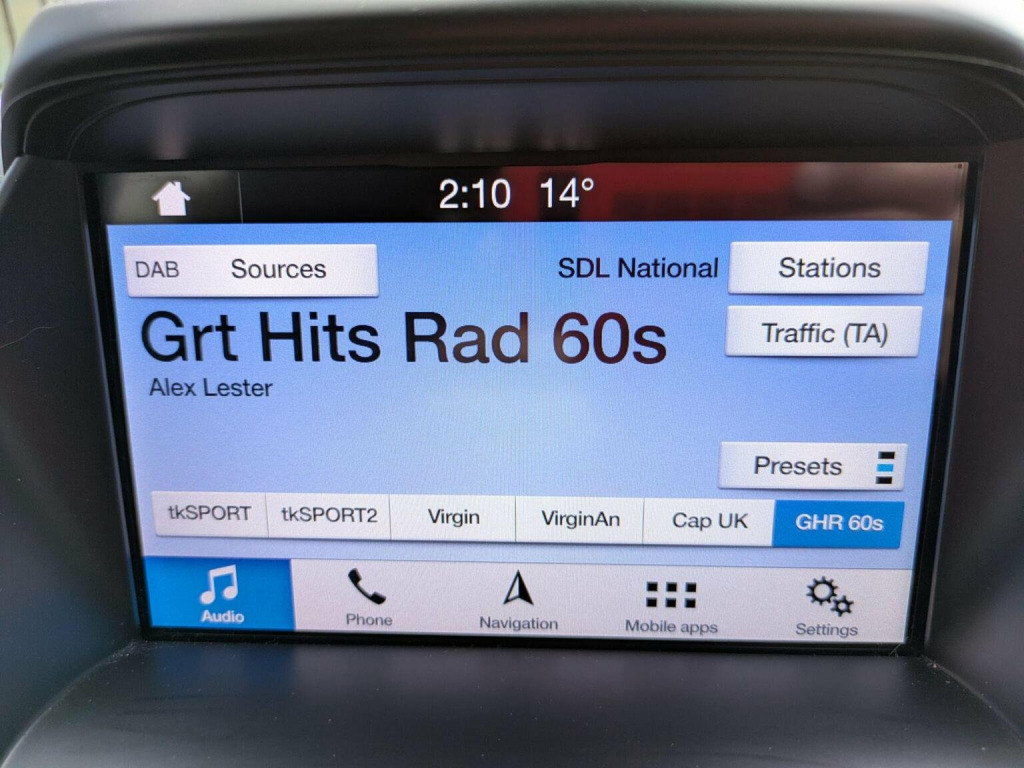 2:10 14°
DAB Sources SDL National Stations
Grt Hits Rad 60s Traffic (TA)
Alex Lester
Presets
tkSPORT tkSPORT2 Virgin VirginAn Cap UK GHR 60s
Audio Phone Navigation Mobile apps Settings